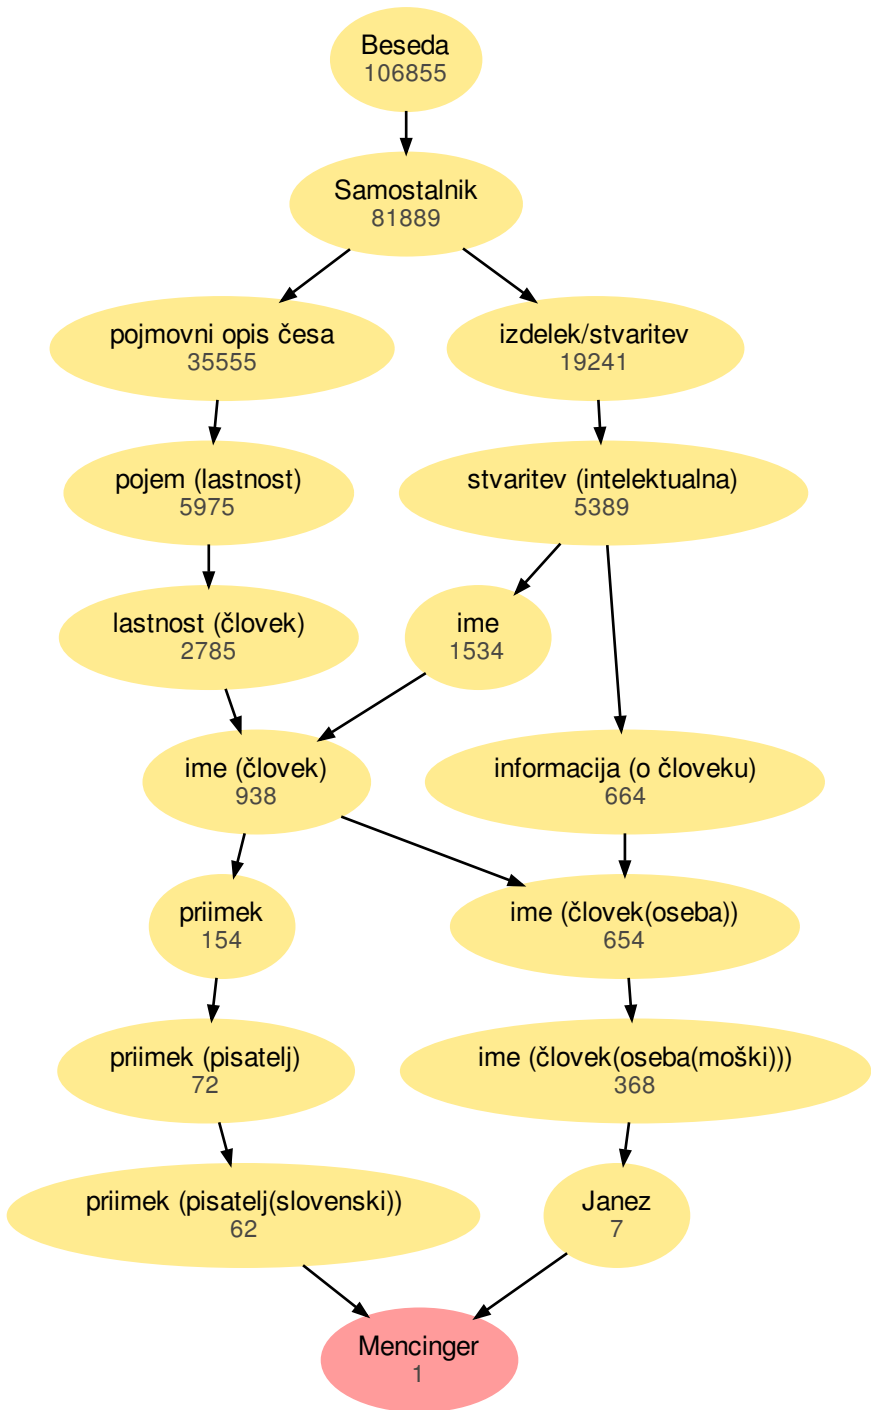 Beseda
106855
Samostalnik
81889
pojmovni opis česa
35555
izdelek/stvaritev
19241
pojem (lastnost)
5975
stvaritev (intelektualna)
5389
lastnost (človek)
2785
ime
1534
ime (človek)
938
informacija (o človeku)
664
priimek
154
ime (človek(oseba))
654
priimek (pisatelj)
72
ime (človek(oseba(moški)))
368
priimek (pisatelj(slovenski))
62
Janez
7
Mencinger
1